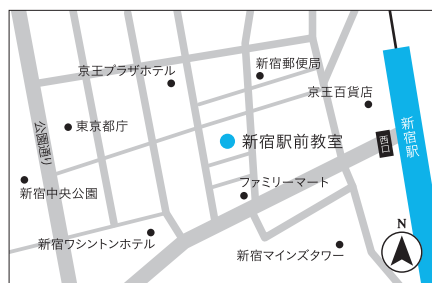 新宿郵便局
京王プラザホテル
京王百貨店
公園通り
東京都庁
新宿駅前教室
西口
新宿駅
新宿中央公園
ファミリーマート
新宿ワシントンホテル
新宿マインズタワー
N